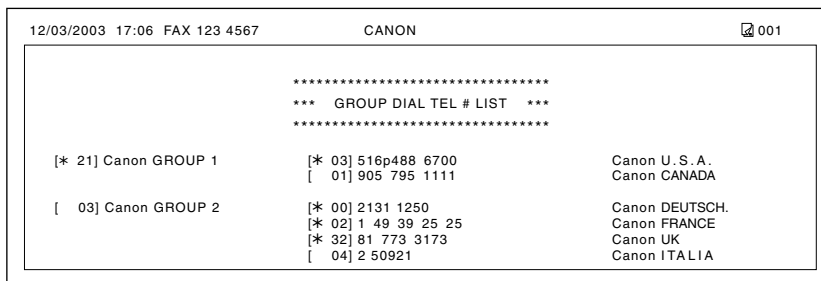 12/03/2003 17:06 FAX 123 4567 CANON 001
*********************************
*** GROUP DIAL TEL # LIST ***
*********************************
[* 21] Canon GROUP 1 [* 03] 516p488 6700 Canon U.S.A.
[ 01] 905 795 1111 Canon CANADA
[ 03] Canon GROUP 2 [* 00] 2131 1250 Canon DEUTSCH.
[* 02] 1 49 39 25 25 Canon FRANCE
[* 32] 81 773 3173 Canon UK
[ 04] 2 50921 Canon ITALIA